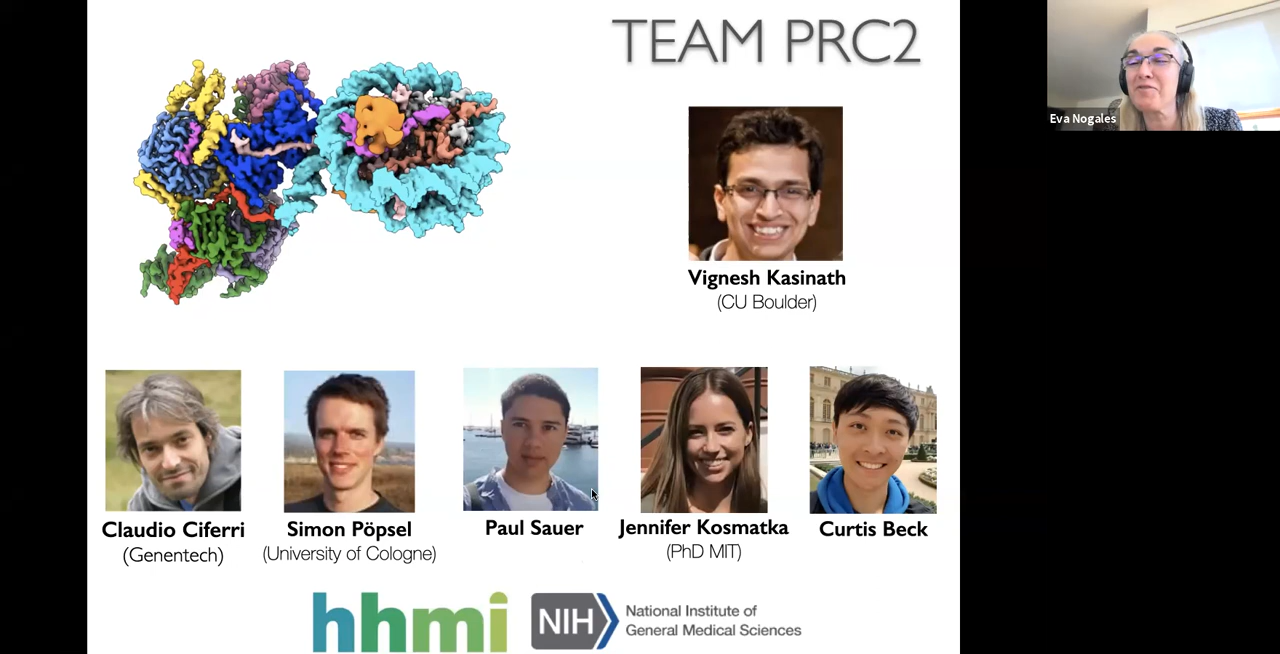 TEAM PRC2
Eva Nogales
Vignesh Kasinath
(CU Boulder)
Claudio Ciferri
(Genentech)
Simon Pöpsel
(University of Cologne)
Paul Sauer
Jennifer Kosmatka
(PhD MIT)
Curtis Beck
hhmi
NIH
National Institute of
General Medical Sciences